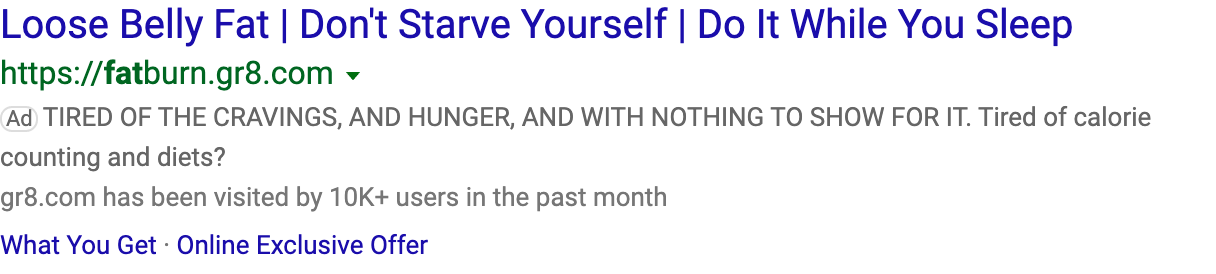 Loose Belly Fat | Don't Starve Yourself | Do It While You Sleep
https://fatburn.gr8.com
Ad TIRED OF THE CRAVINGS, AND HUNGER, AND WITH NOTHING TO SHOW FOR IT. Tired of calorie
counting and diets?
gr8.com has been visited by 10K+ users in the past month
What You Get · Online Exclusive Offer